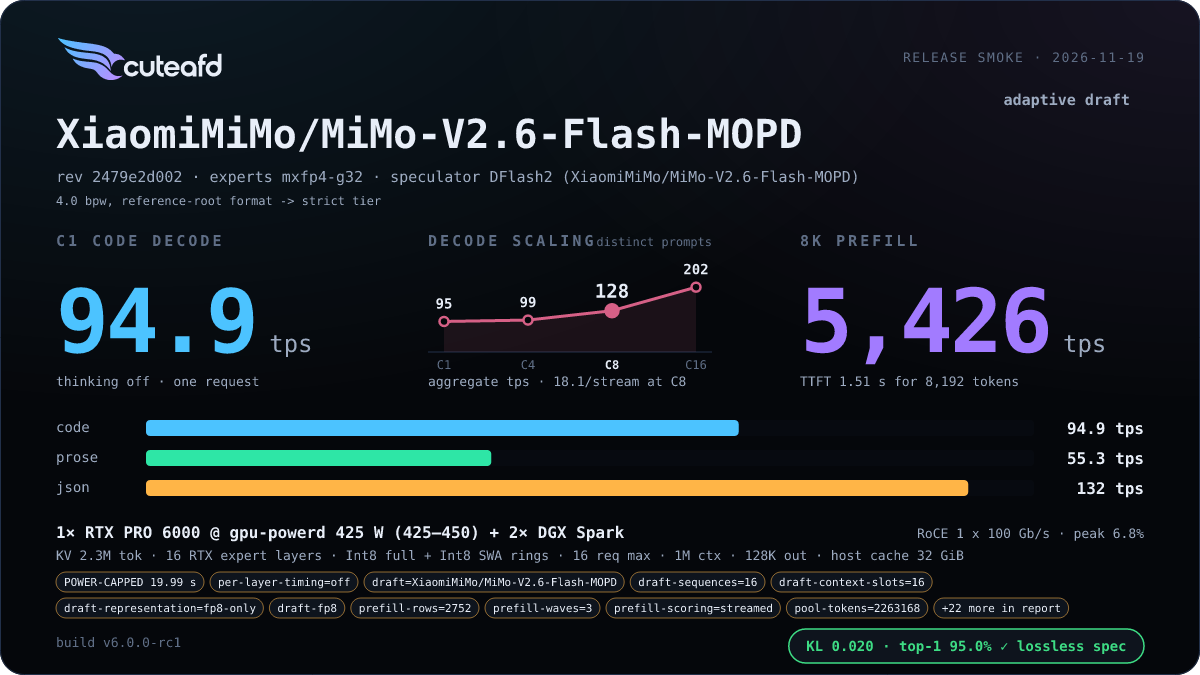 cuteafd
RELEASE SMOKE · 2026-11-19
adaptive draft
XiaomiMiMo/MiMo-V2.6-Flash-MOPD
rev 2479e2d002 · experts mxfp4-g32 · speculator DFlash2 (XiaomiMiMo/MiMo-V2.6-Flash-MOPD)
4.0 bpw, reference-root format -> strict tier
C1 CODE DECODE
94.9 tps
thinking off · one request
DECODE SCALING distinct prompts
95 99 128 202
C1 C4 C8 C16
aggregate tps · 18.1/stream at C8
8K PREFILL
5,426 tps
TTFT 1.51 s for 8,192 tokens
code 94.9 tps
prose 55.3 tps
json 132 tps
1× RTX PRO 6000 @ gpu-powerd 425 W (425–450) + 2× DGX Spark
RoCE 1 x 100 Gb/s · peak 6.8%
KV 2.3M tok · 16 RTX expert layers · Int8 full + Int8 SWA rings · 16 req max · 1M ctx · 128K out · host cache 32 GiB
POWER-CAPPED 19.99 s per-layer-timing=off draft=XiaomiMiMo/MiMo-V2.6-Flash-MOPD draft-sequences=16 draft-context-slots=16
draft-representation=fp8-only draft-fp8 prefill-rows=2752 prefill-waves=3 prefill-scoring=streamed pool-tokens=2263168 +22 more in report
build v6.0.0-rc1
KL 0.020 · top-1 95.0% ✓ lossless spec